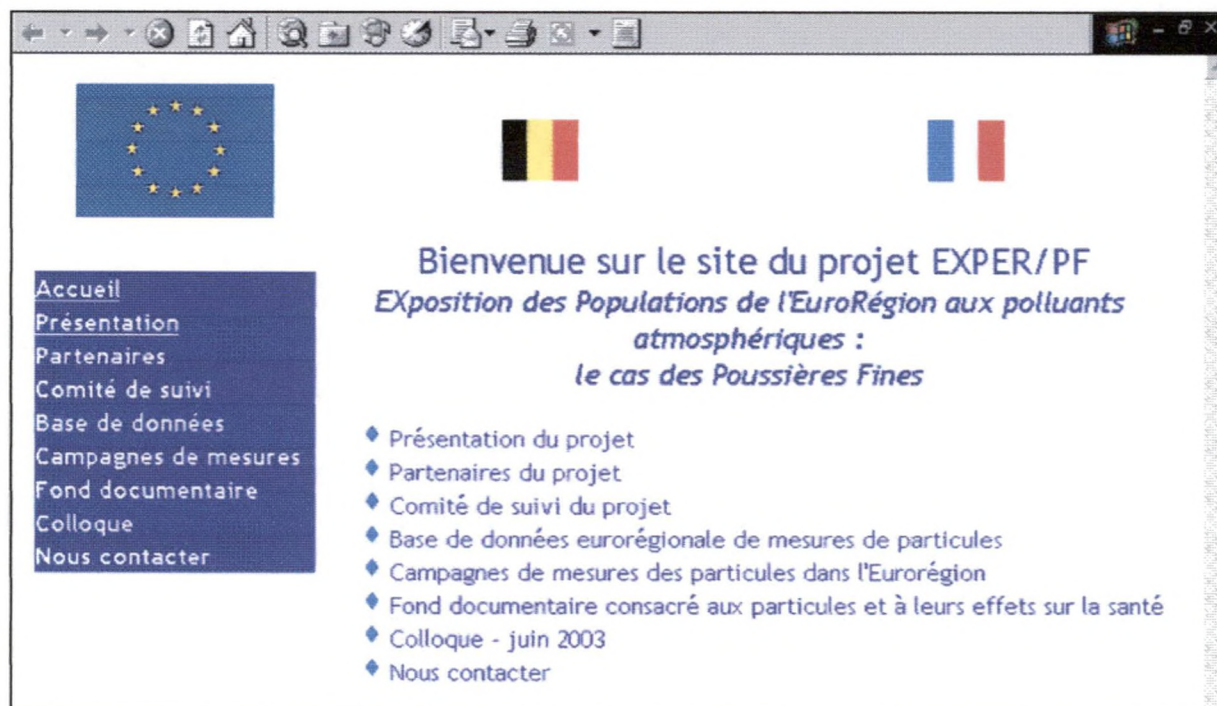 Accueil
Présentation
Partenaires
Comité de suivi
Base de données
Campagnes de mesures
Fond documentaire
Colloque
Nous contacter
Bienvenue sur le site du projet EXPER/PF
EXposition des Populations de l'EuroRégion aux polluants
atmosphériques :
le cas des Poussières Fines
Présentation du projet
Partenaires du projet
Comité de suivi du projet
Base de données eurorégionale de mesures de particules
Campagnes de mesures des particules dans l'Eurorégion
Fond documentaire consacré aux particules et à leurs effets sur la santé
Colloque - juin 2003
Nous contacter